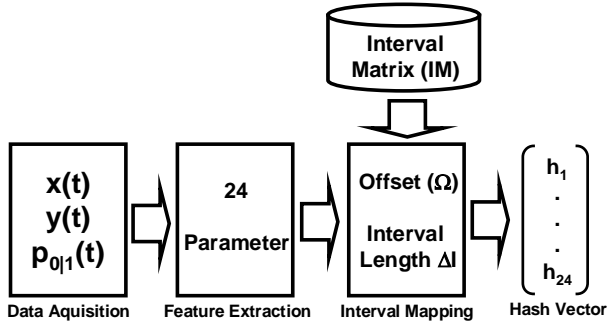 Interval
Matrix (IM)
x(t)
y(t)
p0|1(t)
24
Parameter
Offset (Ω)
Interval
Length ΔI
h1
.
.
.
h24
Data Aquisition
Feature Extraction
Interval Mapping
Hash Vector